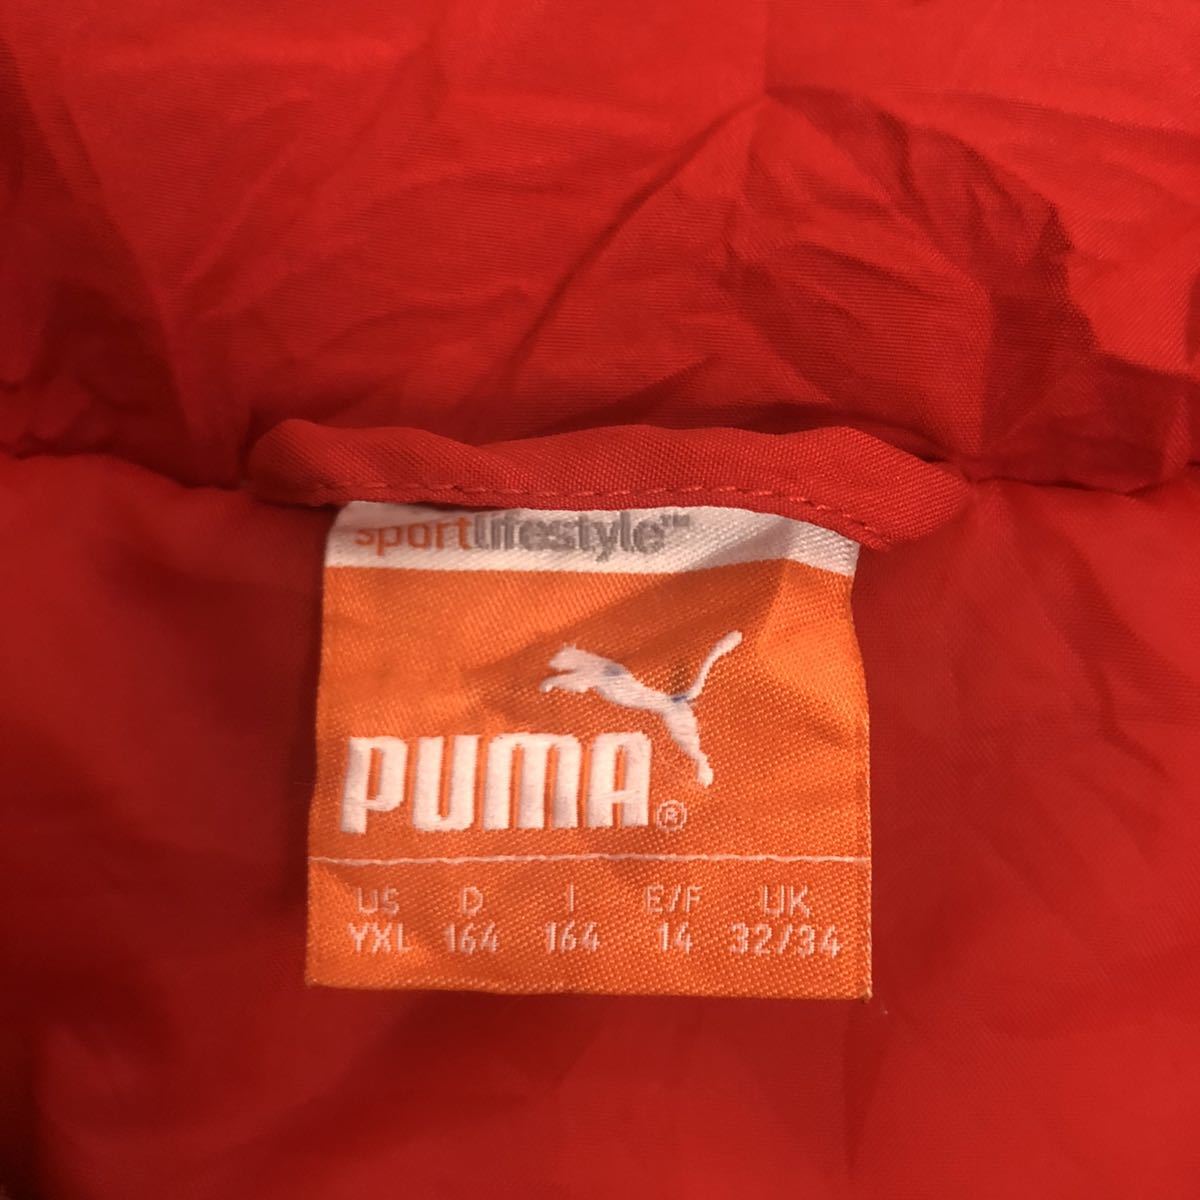 sportlifestyle™
PUMA®
US D I E/F UK
YXL 164 164 14 32/34